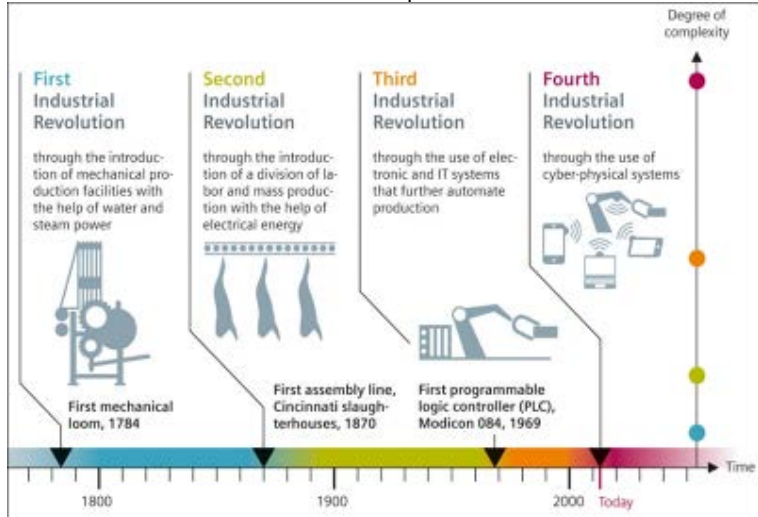 Degree of
complexity
First
Industrial
Revolution
through the introduc-
tion of mechanical pro-
duction facilities with
the help of water and
steam power
Second
Industrial
Revolution
through the introduc-
tion of a division of la-
bor and mass produc-
tion with the help of
electrical energy
Third
Industrial
Revolution
through the use of elec-
tronic and IT systems
that further automate
production
Fourth
Industrial
Revolution
through the use of
cyber-physical systems
First mechanical
loom, 1784
First assembly line,
Cincinnati slaugh-
terhouses, 1870
First programmable
logic controller (PLC),
Modicon 084, 1969
Time
1800
1900
2000
Today